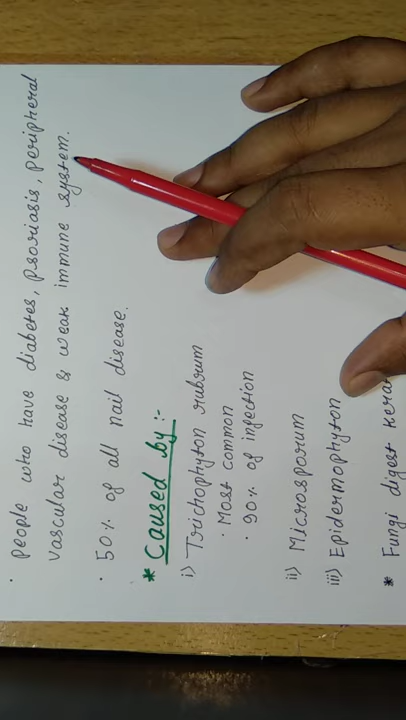 · People who have diabetes, psoriasis, peripheral
vascular disease & weak immune system.
· 50% of all nail disease.
* Caused by :-
i) Trichophyton rubrum
· Most common
· 90% of infection
ii) Microsporum
iii) Epidermophyton
* Fungi digest